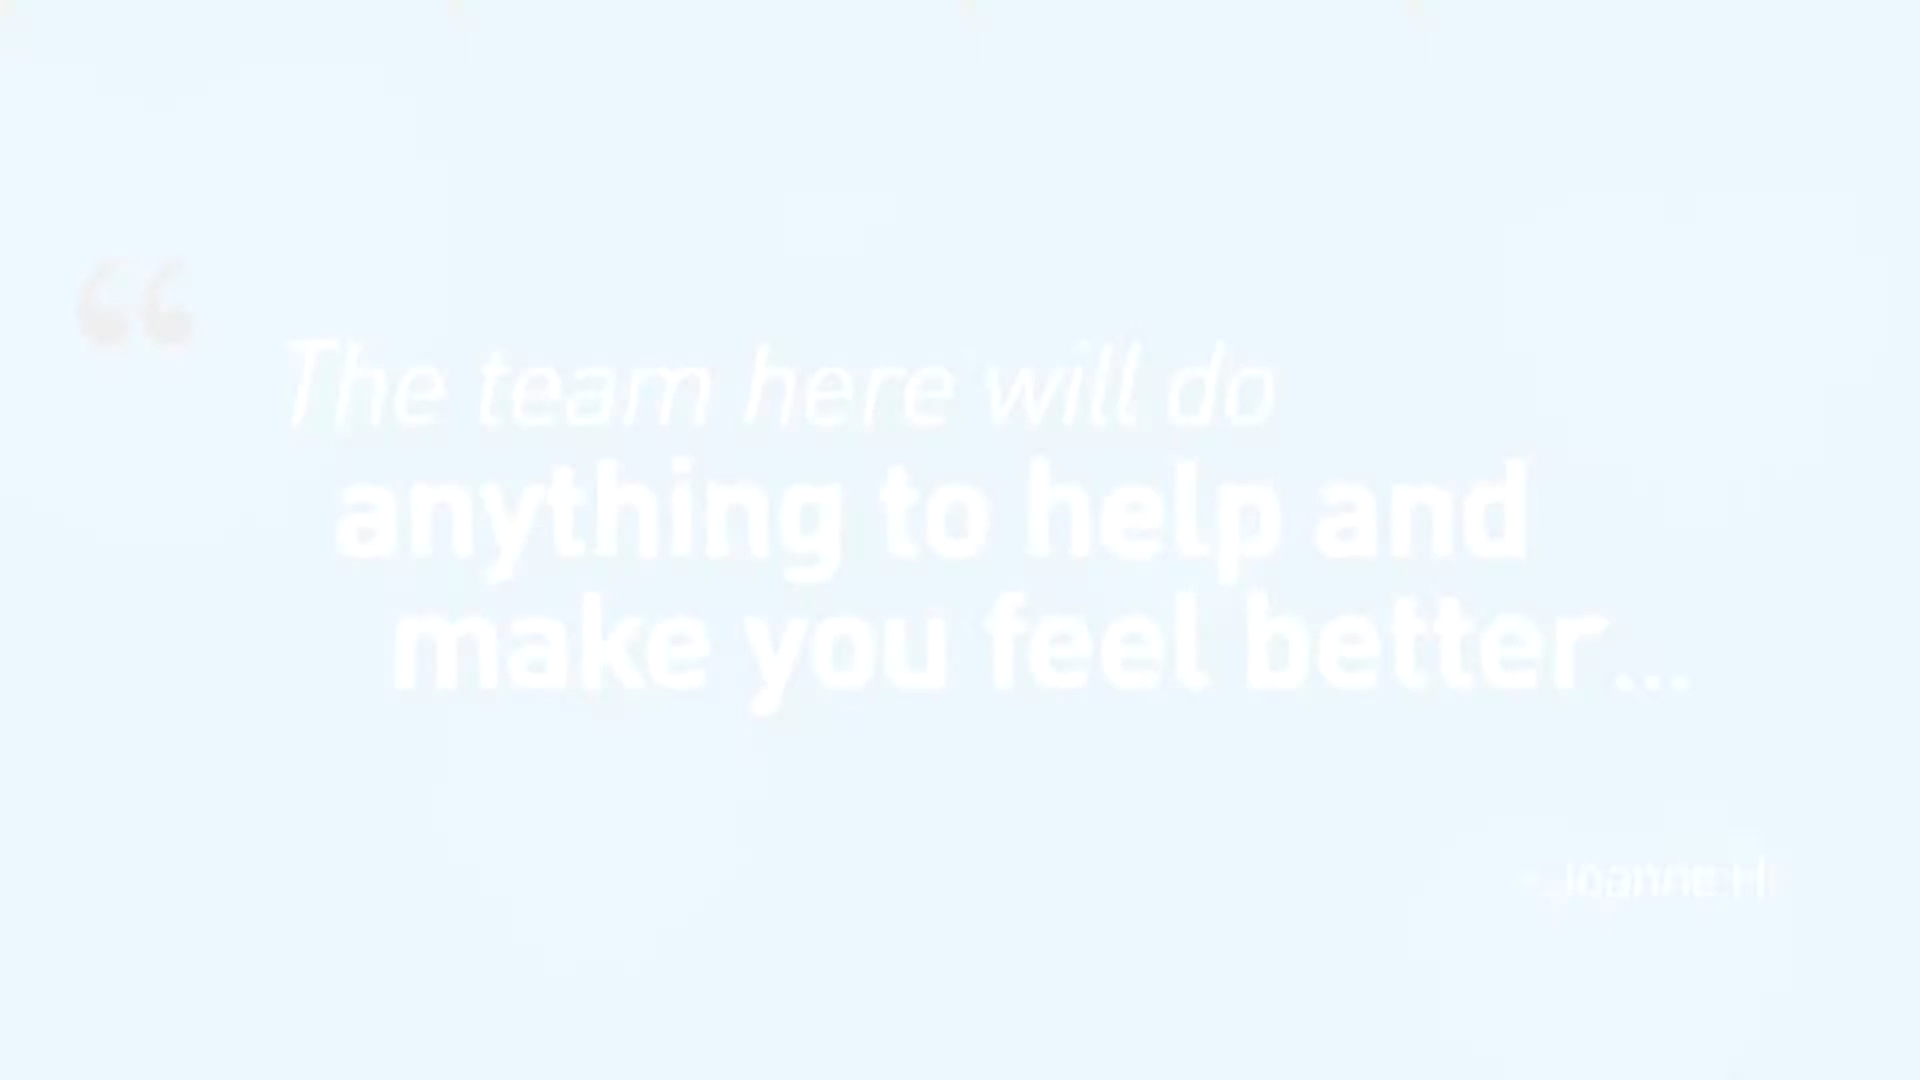 “
The team here will do
anything to help and
make you feel better...
- Joanne H